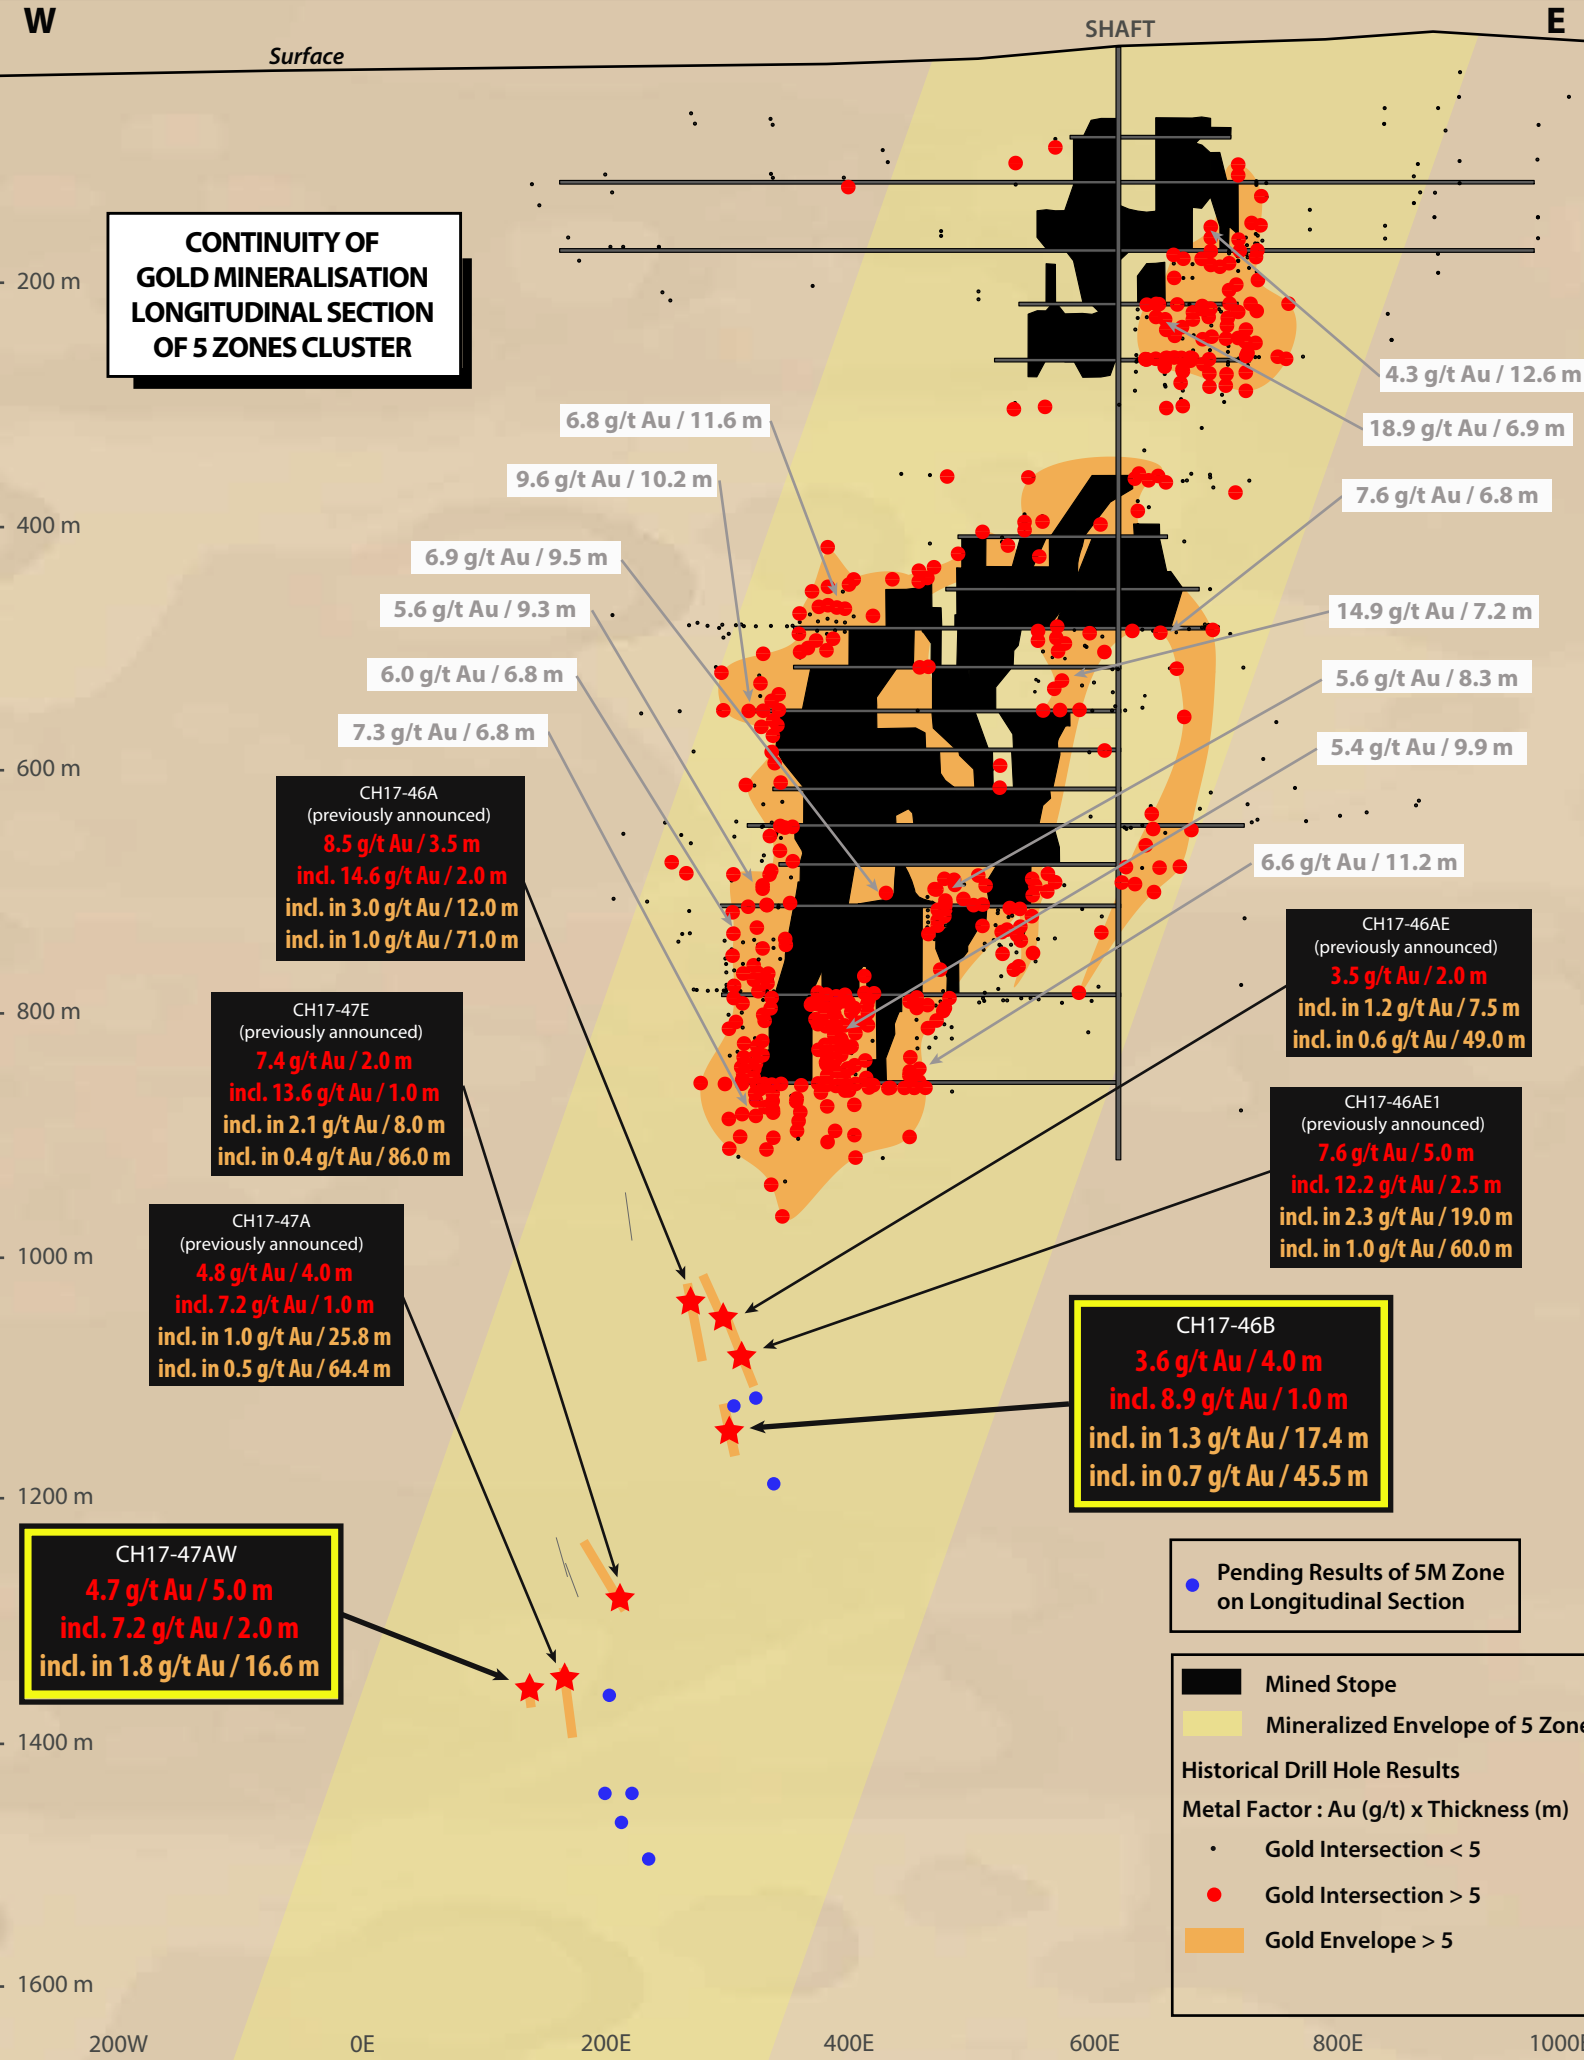 W
SHAFT
E
Surface
CONTINUITY OF
GOLD MINERALISATION
LONGITUDINAL SECTION
OF 5 ZONES CLUSTER
200 m
400 m
600 m
800 m
1000 m
1200 m
1400 m
1600 m
4.3 g/t Au / 12.6 m
18.9 g/t Au / 6.9 m
6.8 g/t Au / 11.6 m
9.6 g/t Au / 10.2 m
7.6 g/t Au / 6.8 m
6.9 g/t Au / 9.5 m
5.6 g/t Au / 9.3 m
14.9 g/t Au / 7.2 m
6.0 g/t Au / 6.8 m
5.6 g/t Au / 8.3 m
7.3 g/t Au / 6.8 m
5.4 g/t Au / 9.9 m
6.6 g/t Au / 11.2 m
CH17-46A
(previously announced)
8.5 g/t Au / 3.5 m
incl. 14.6 g/t Au / 2.0 m
incl. in 3.0 g/t Au / 12.0 m
incl. in 1.0 g/t Au / 71.0 m
CH17-46AE
(previously announced)
3.5 g/t Au / 2.0 m
incl. in 1.2 g/t Au / 7.5 m
incl. in 0.6 g/t Au / 49.0 m
CH17-47E
(previously announced)
7.4 g/t Au / 2.0 m
incl. 13.6 g/t Au / 1.0 m
incl. in 2.1 g/t Au / 8.0 m
incl. in 0.4 g/t Au / 86.0 m
CH17-46AE1
(previously announced)
7.6 g/t Au / 5.0 m
incl. 12.2 g/t Au / 2.5 m
incl. in 2.3 g/t Au / 19.0 m
incl. in 1.0 g/t Au / 60.0 m
CH17-47A
(previously announced)
4.8 g/t Au / 4.0 m
incl. 7.2 g/t Au / 1.0 m
incl. in 1.0 g/t Au / 25.8 m
incl. in 0.5 g/t Au / 64.4 m
CH17-46B
3.6 g/t Au / 4.0 m
incl. 8.9 g/t Au / 1.0 m
incl. in 1.3 g/t Au / 17.4 m
incl. in 0.7 g/t Au / 45.5 m
CH17-47AW
4.7 g/t Au / 5.0 m
incl. 7.2 g/t Au / 2.0 m
incl. in 1.8 g/t Au / 16.6 m
Pending Results of 5M Zone
on Longitudinal Section
Mined Stope
Mineralized Envelope of 5 Zone
Historical Drill Hole Results
Metal Factor : Au (g/t) x Thickness (m)
Gold Intersection < 5
Gold Intersection > 5
Gold Envelope > 5
200W
0E
200E
400E
600E
800E
1000E